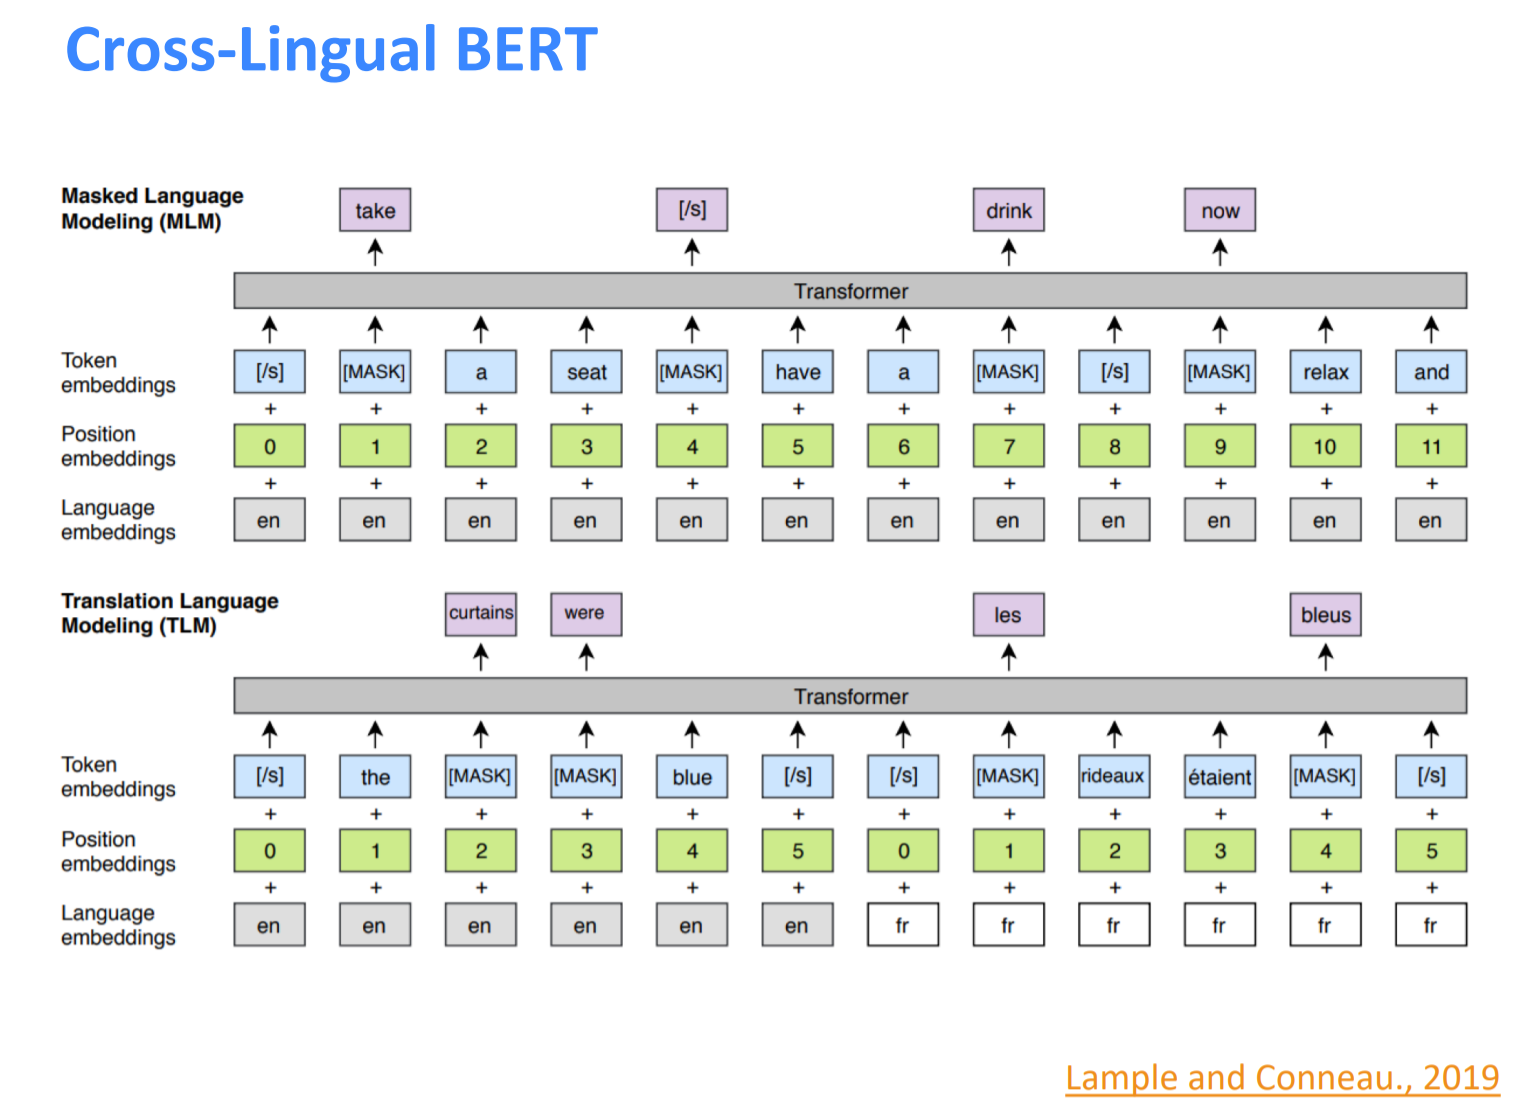 Cross-Lingual BERT
Masked Language
Modeling (MLM)
take [/s] drink now
Transformer
Token
embeddings
[/s] [MASK] a seat [MASK] have a [MASK] [/s] [MASK] relax and
+ + + + + + + + + + + +
Position
embeddings
0 1 2 3 4 5 6 7 8 9 10 11
+ + + + + + + + + + + +
Language
embeddings
en en en en en en en en en en en en
Translation Language
Modeling (TLM)
curtains were les bleus
Transformer
Token
embeddings
[/s] the [MASK] [MASK] blue [/s] [/s] [MASK] rideaux étaient [MASK] [/s]
+ + + + + + + + + + + +
Position
embeddings
0 1 2 3 4 5 0 1 2 3 4 5
+ + + + + + + + + + + +
Language
embeddings
en en en en en en fr fr fr fr fr fr
Lample and Conneau., 2019